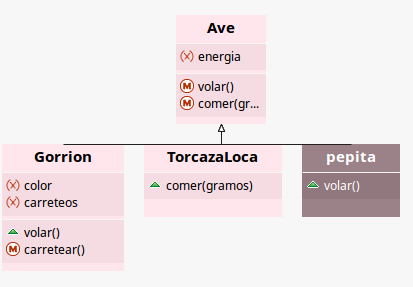 Ave
energia
volar()
comer(gr...
Gorrion
color
carreteos
volar()
carretear()
TorcazaLoca
comer(gramos)
pepita
volar()